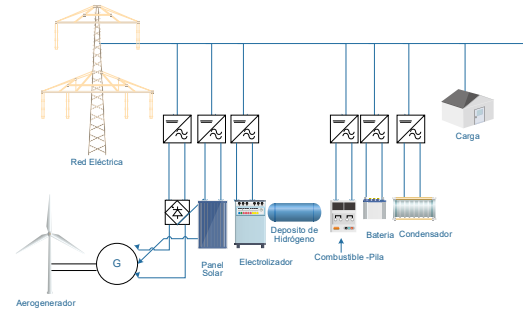 Red Eléctrica
Carga
G
Panel
Solar
Electrolizador
Deposito de
Hidrógeno
Combustible -Pila
Bateria
Condensador
Aerogenerador